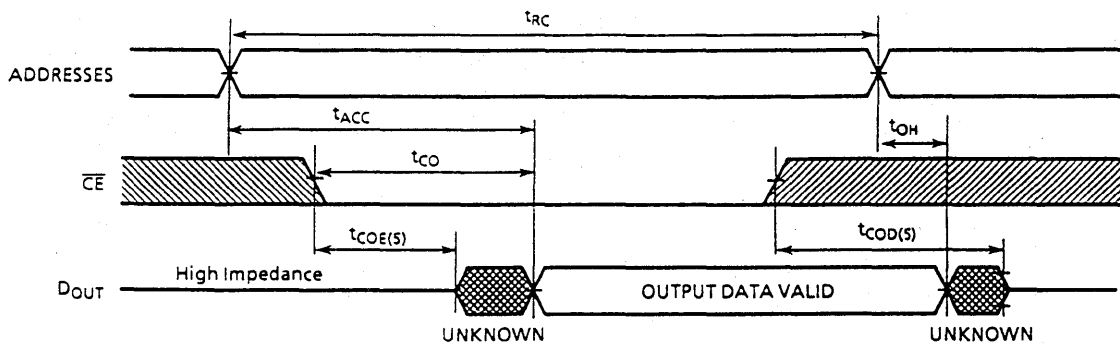 tRC
ADDRESSES
tACC
tOH
tCO
CE
tCOE(5)
tCOD(5)
High Impedance
DOUT
OUTPUT DATA VALID
UNKNOWN
UNKNOWN